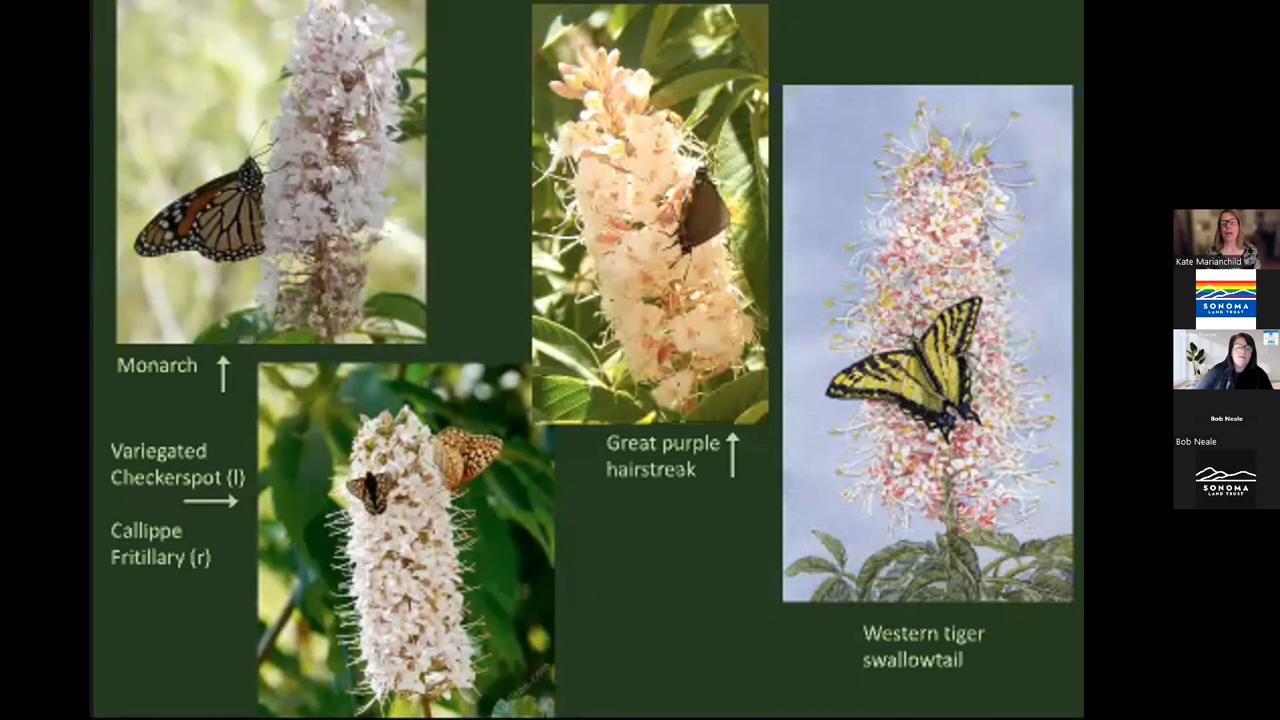 Monarch
Variegated
Checkerspot (l)
Callippe
Fritillary (r)
Great purple
hairstreak
Western tiger
swallowtail
Kate Marianchild
SONOMA
LAND TRUST
Bob Neale
Bob Neale
SONOMA
LAND TRUST